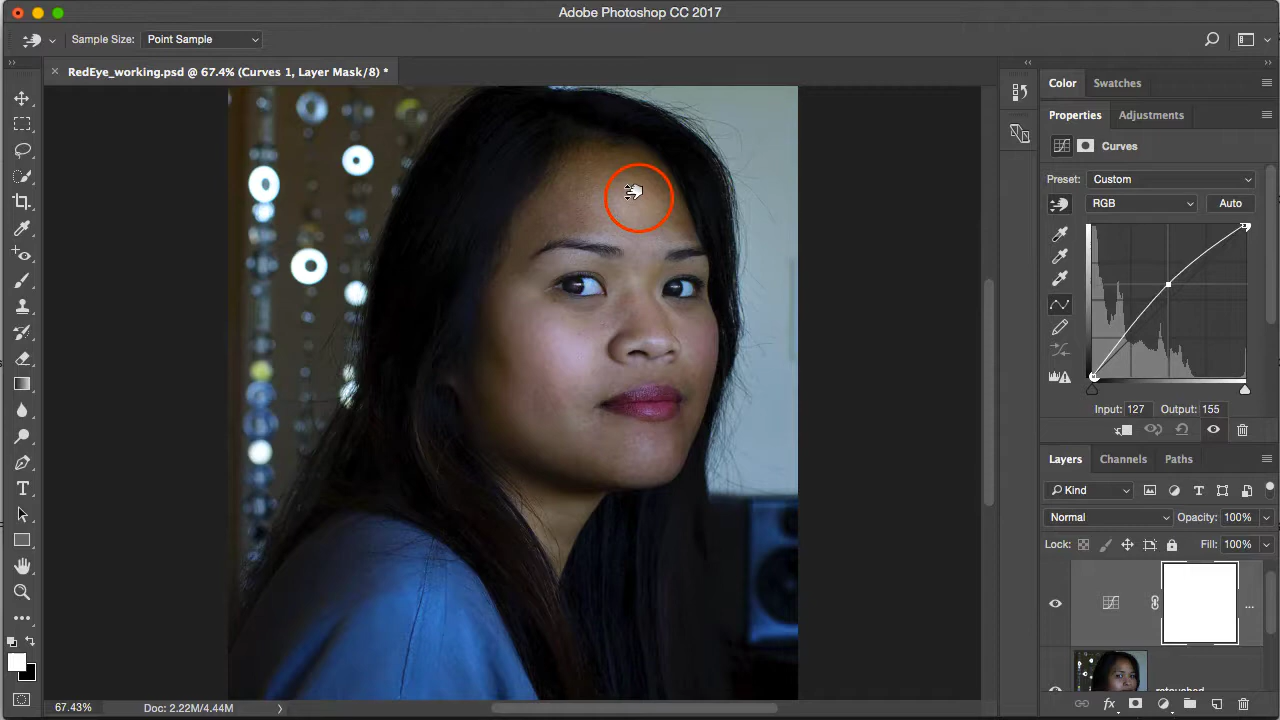 Adobe Photoshop CC 2017
Sample Size: Point Sample
RedEye_working.psd @ 67.4% (Curves 1, Layer Mask/8) *
Color Swatches
Properties Adjustments
Curves
Preset: Custom
RGB Auto
Input: 127 Output: 155
Layers Channels Paths
Kind
Normal Opacity: 100%
Lock: Fill: 100%
...
retouched
67.43% Doc: 2.22M/4.44M